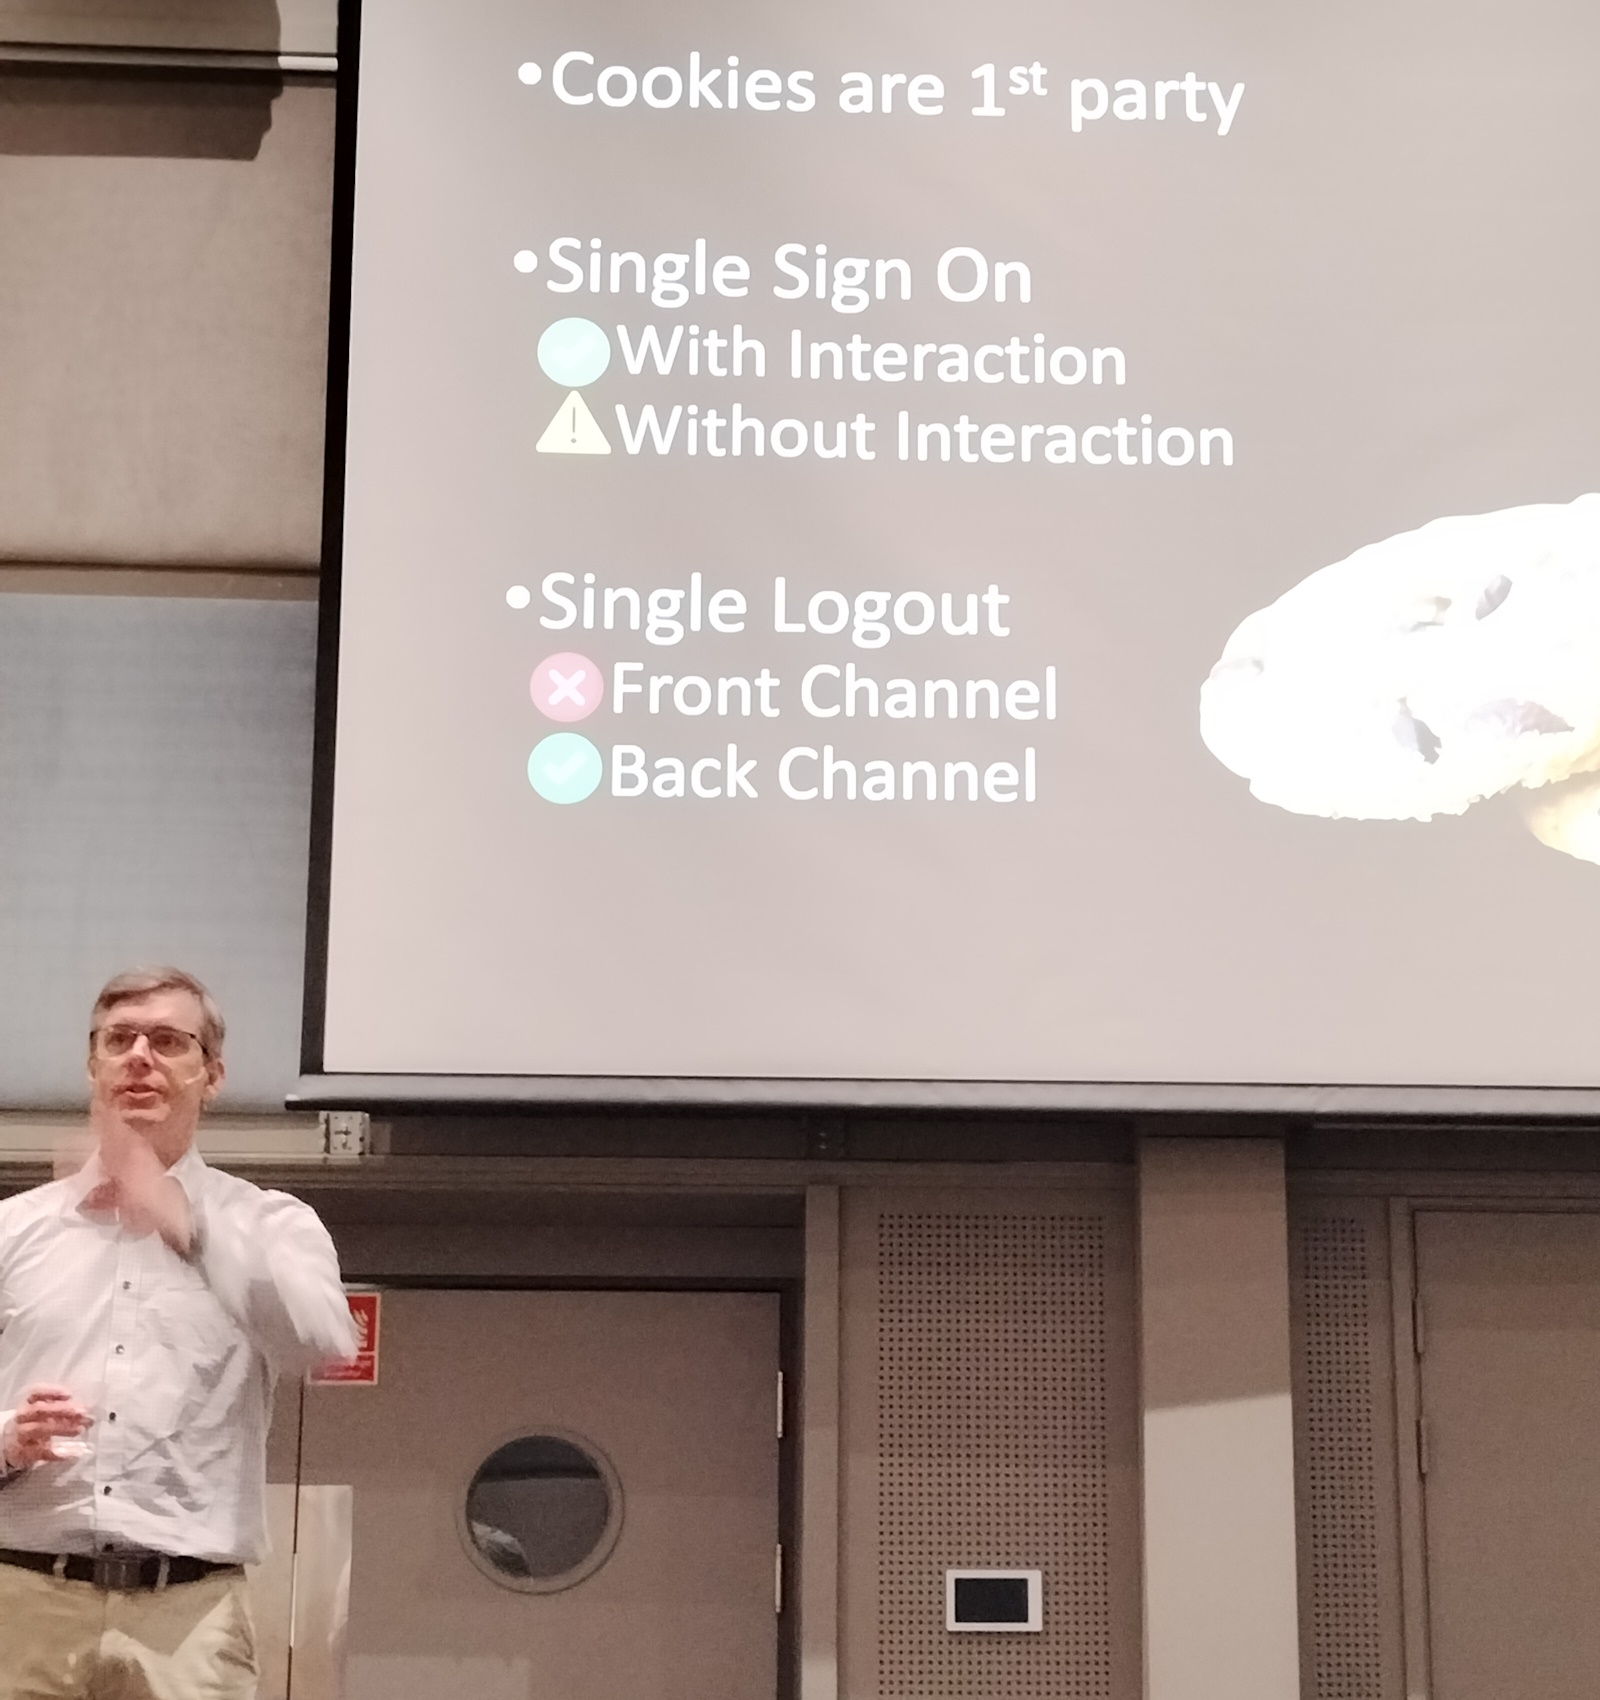 •Cookies are 1st party
•Single Sign On
✓With Interaction
⚠Without Interaction
•Single Logout
✕Front Channel
✓Back Channel